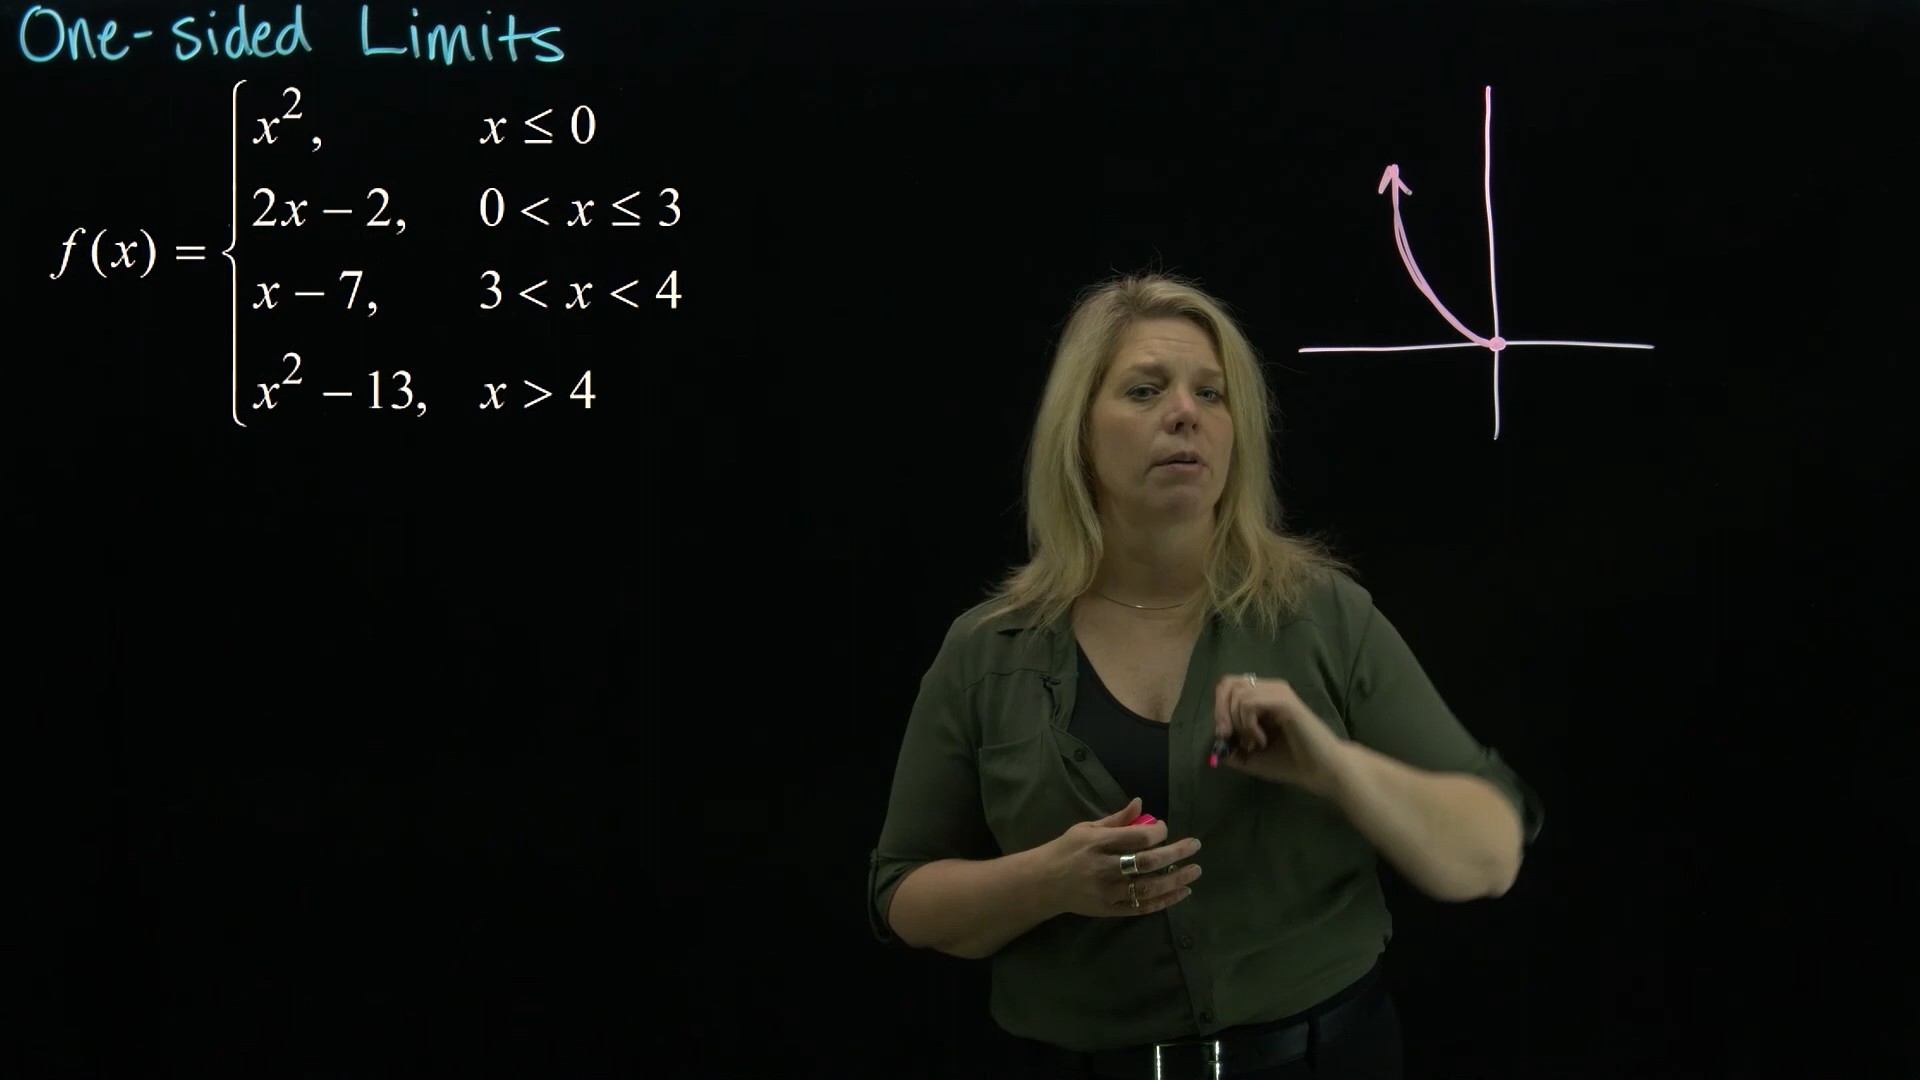 One-sided Limits
x², x ≤ 0
2x − 2, 0 < x ≤ 3
f(x) =
x − 7, 3 < x < 4
x² − 13, x > 4